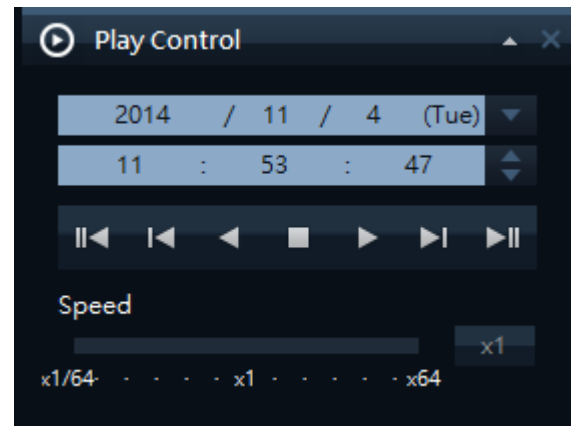 Play Control
2014 / 11 / 4 (Tue)
11 : 53 : 47
Speed
x1
x1/64 · · · · · x1 · · · · · x64